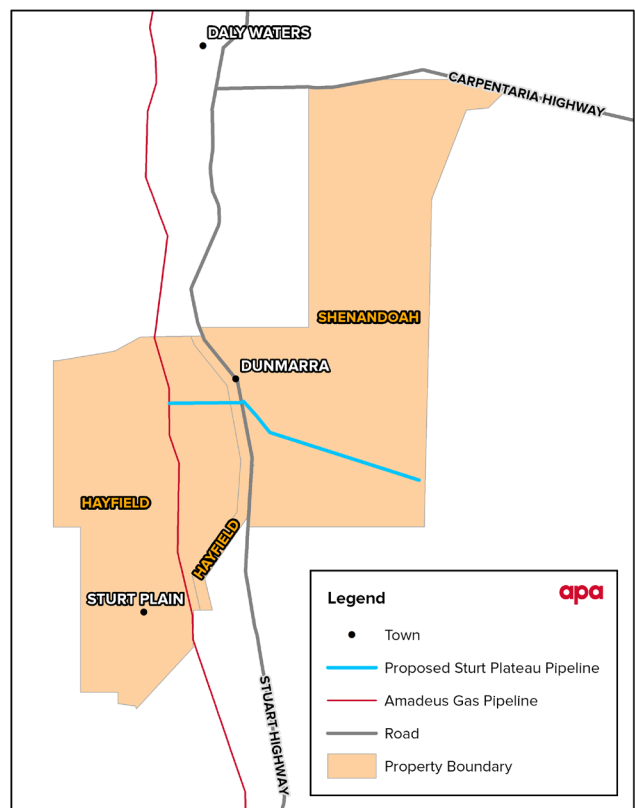 DALY WATERS
CARPENTARIA HIGHWAY
SHENANDOAH
DUNMARRA
HAYFIELD
HAYFIELD
STURT PLAIN
STUART HIGHWAY
apa
Legend
Town
Proposed Sturt Plateau Pipeline
Amadeus Gas Pipeline
Road
Property Boundary